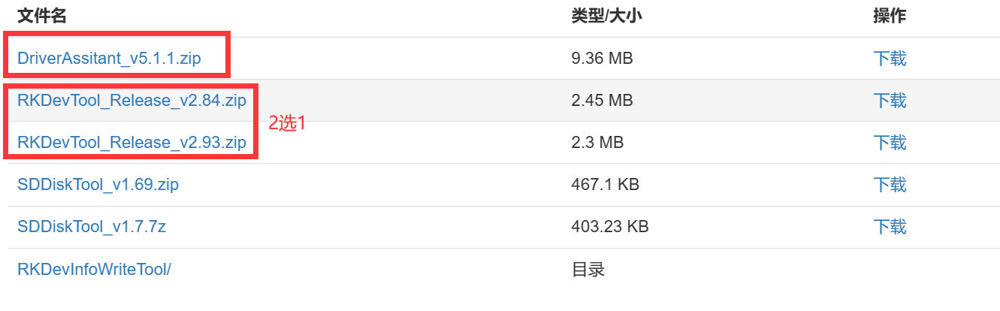 文件名 类型/大小 操作
DriverAssitant_v5.1.1.zip 9.36 MB 下载
RKDevTool_Release_v2.84.zip 2.45 MB 下载
2选1
RKDevTool_Release_v2.93.zip 2.3 MB 下载
SDDiskTool_v1.69.zip 467.1 KB 下载
SDDiskTool_v1.7.7z 403.23 KB 下载
RKDevInfoWriteTool/ 目录